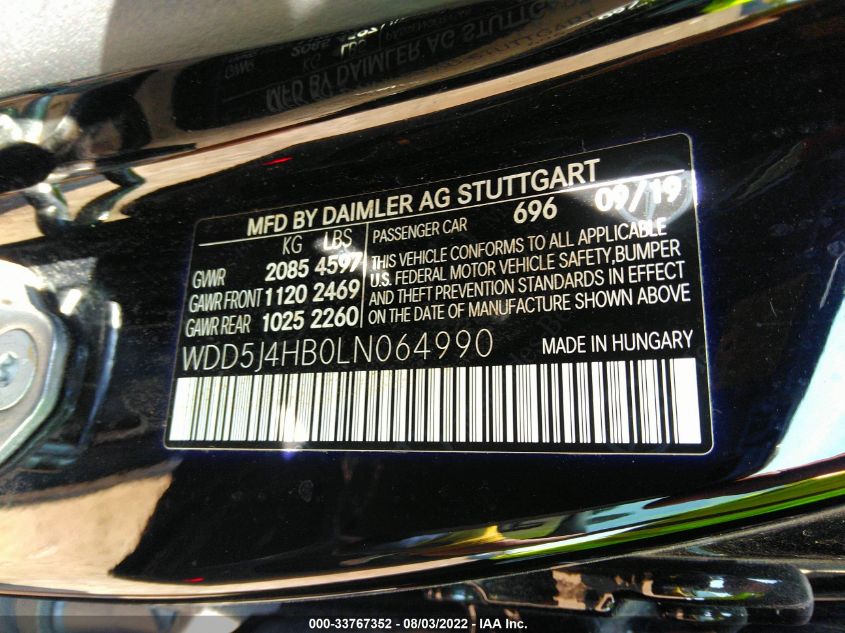 MFD BY DAIMLER AG STUTTGART
KG LBS
GVWR 2085 4597
GAWR FRONT 1120 2469
GAWR REAR 1025 2260
PASSENGER CAR 696 09/19
THIS VEHICLE CONFORMS TO ALL APPLICABLE
U.S. FEDERAL MOTOR VEHICLE SAFETY,BUMPER
AND THEFT PREVENTION STANDARDS IN EFFECT
ON THE DATE OF MANUFACTURE SHOWN ABOVE
WDD5J4HB0LN064990 MADE IN HUNGARY
000-33767352 - 08/03/2022 - © IAA Inc.